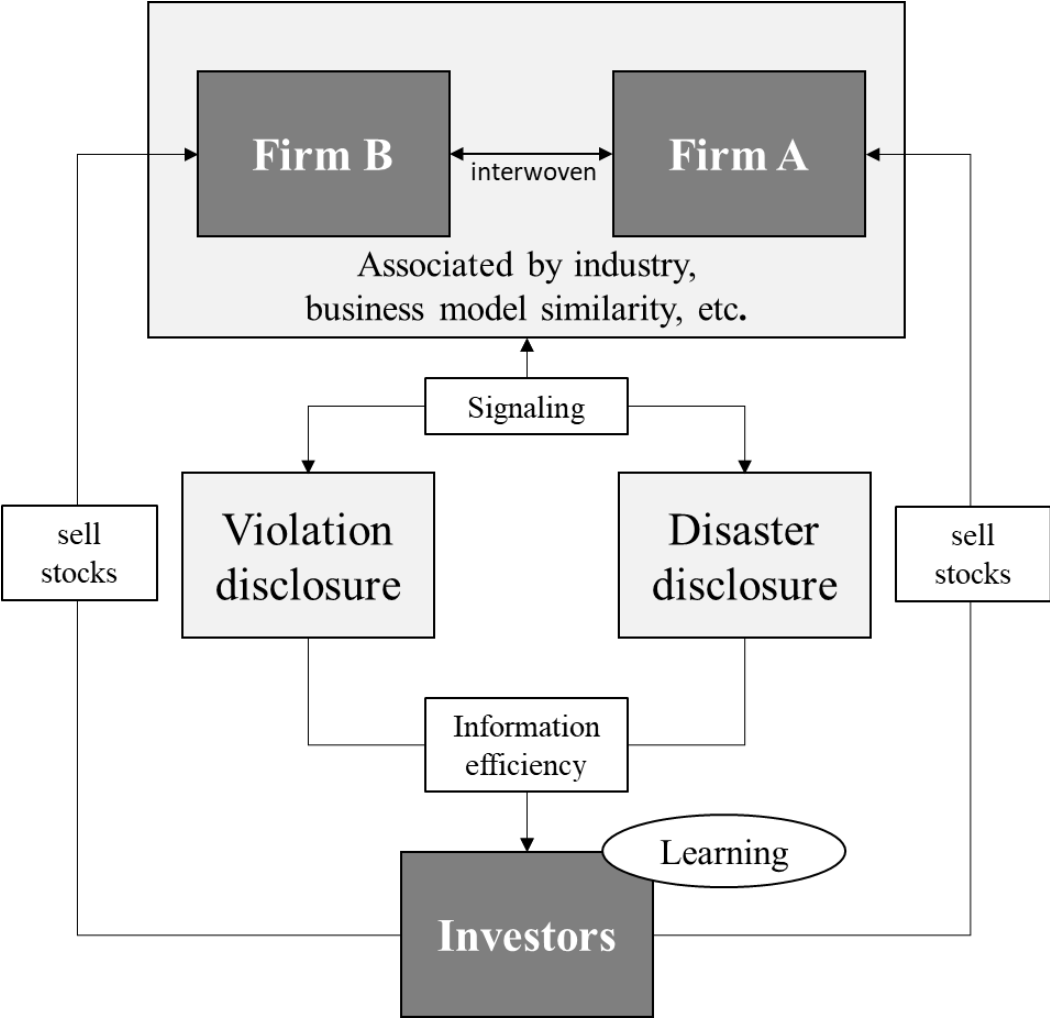 Firm B
interwoven
Firm A
Associated by industry,
business model similarity, etc.
Signaling
Violation
disclosure
Disaster
disclosure
sell
stocks
sell
stocks
Information
efficiency
Learning
Investors